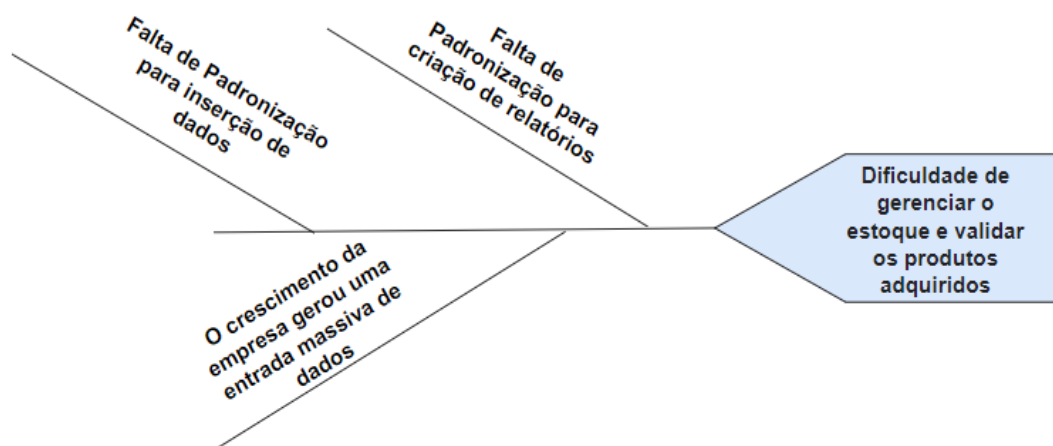 Falta de Padronização
para inserção de
dados
Falta de
Padronização para
criação de relatórios
O crescimento da
empresa gerou uma
entrada massiva de
dados
Dificuldade de
gerenciar o
estoque e validar
os produtos
adquiridos